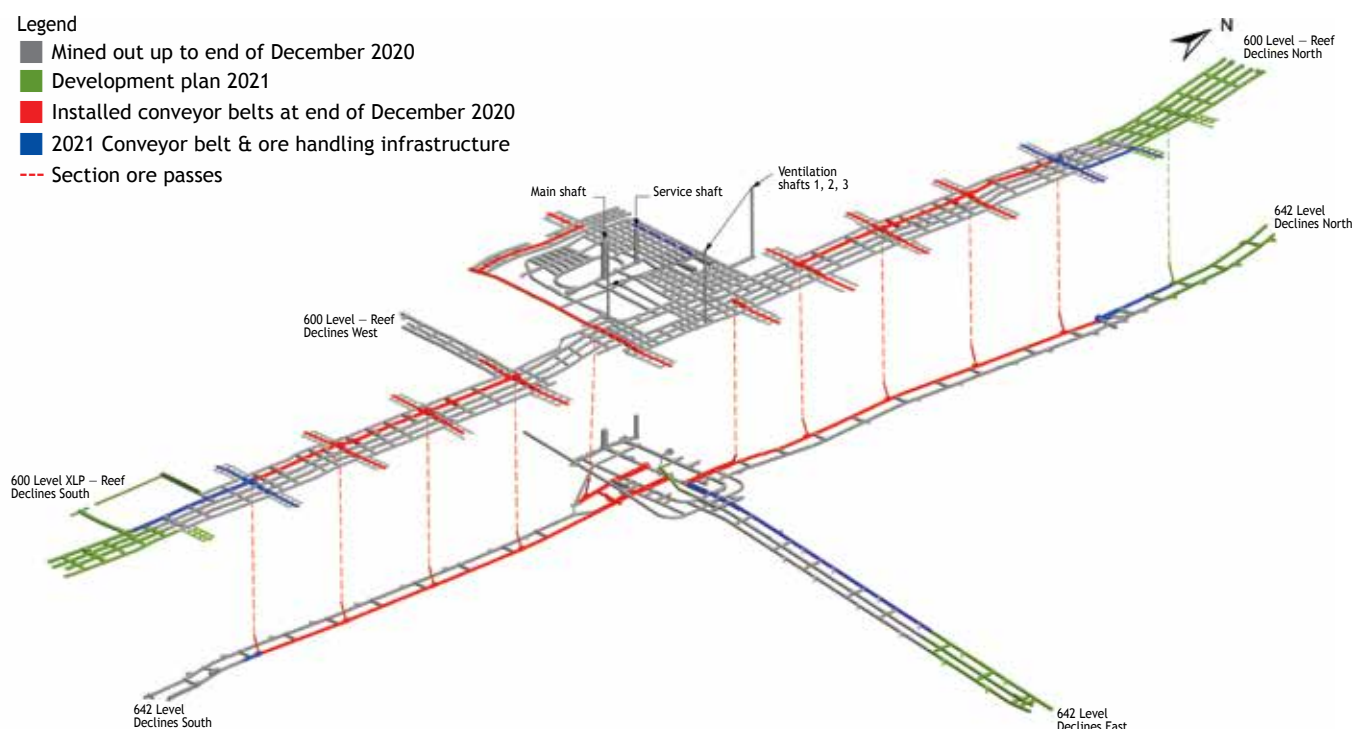 Legend
Mined out up to end of December 2020
Development plan 2021
Installed conveyor belts at end of December 2020
2021 Conveyor belt & ore handling infrastructure
Section ore passes
N
600 Level – Reef
Declines North
Main shaft
Service shaft
Ventilation
shafts 1, 2, 3
642 Level
Declines North
600 Level – Reef
Declines West
600 Level XLP – Reef
Declines South
642 Level
Declines South
642 Level
Declines East